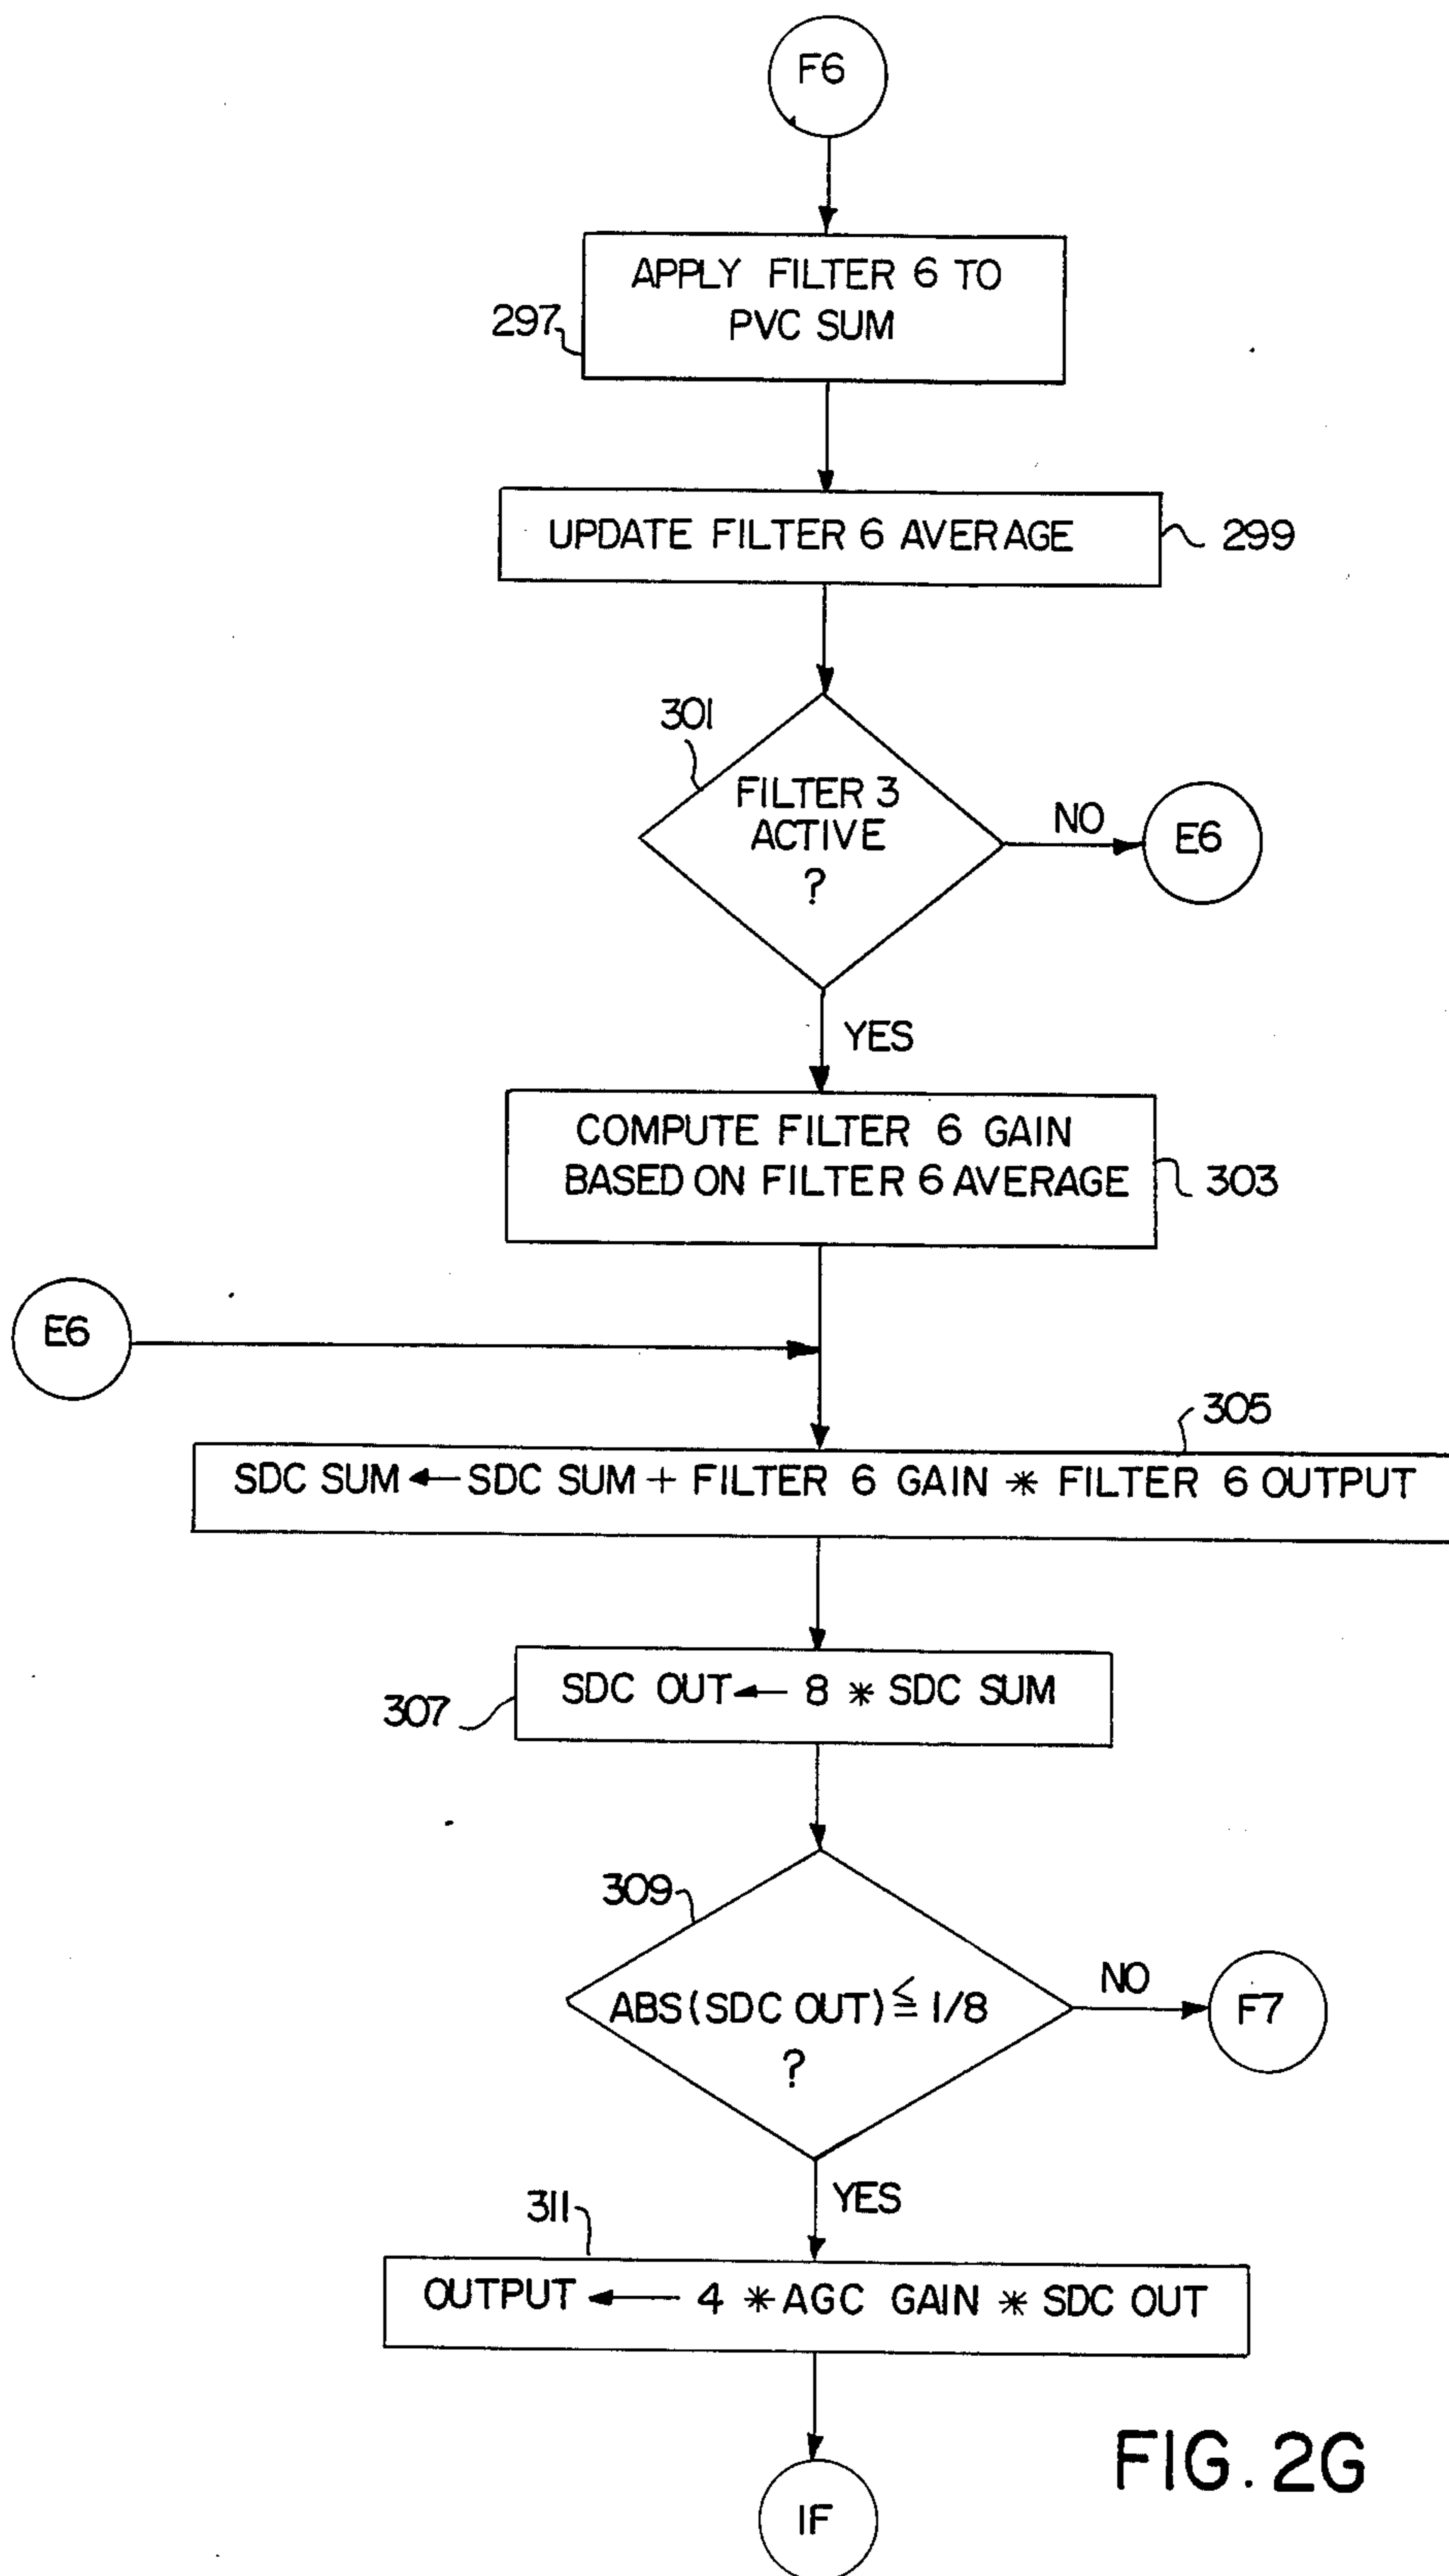 F6
APPLY FILTER 6 TO
PVC SUM
297
UPDATE FILTER 6 AVERAGE
299
301
FILTER 3
ACTIVE
?
NO
E6
YES
COMPUTE FILTER 6 GAIN
BASED ON FILTER 6 AVERAGE
303
E6
305
SDC SUM ← SDC SUM + FILTER 6 GAIN * FILTER 6 OUTPUT
SDC OUT ← 8 * SDC SUM
307
309
ABS(SDC OUT) ≦ 1/8
?
NO
F7
YES
311
OUTPUT ← 4 * AGC GAIN * SDC OUT
FIG. 2G
1F